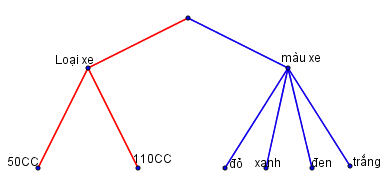 Loại xe
màu xe
50CC
110CC
đỏ
xanh
đen
trắng